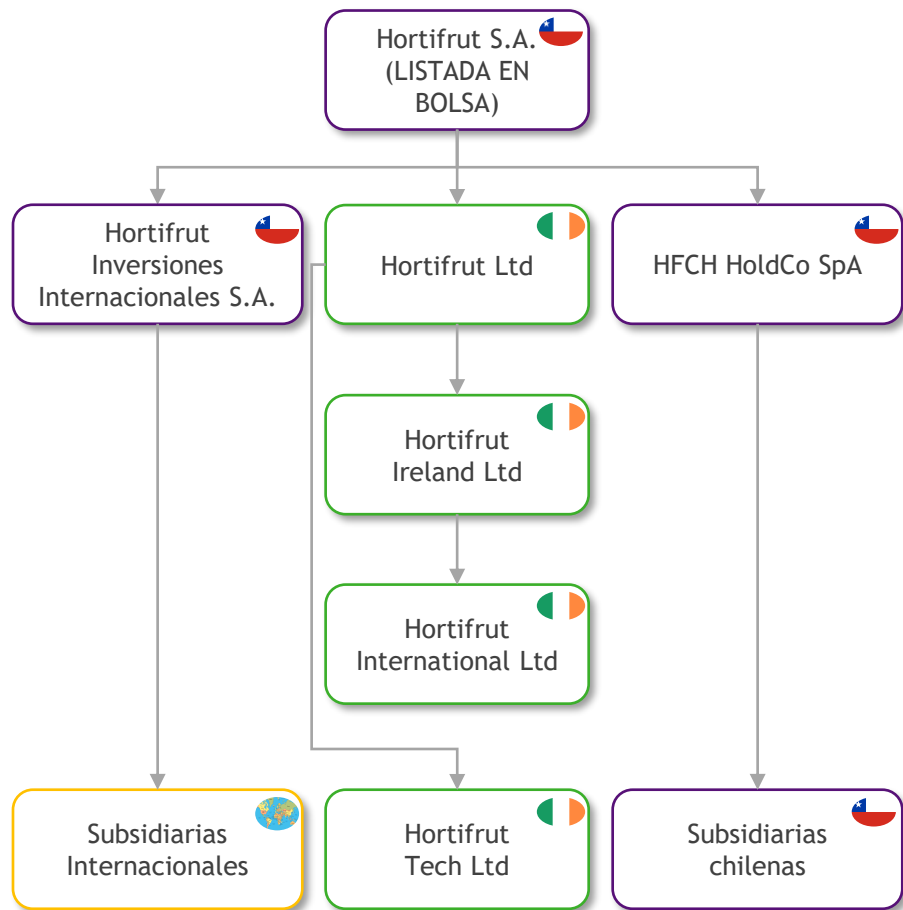 Hortifrut S.A.
(LISTADA EN
BOLSA)
Hortifrut
Inversiones
Internacionales S.A.
Hortifrut Ltd
HFCH HoldCo SpA
Hortifrut
Ireland Ltd
Hortifrut
International Ltd
Subsidiarias
Internacionales
Hortifrut
Tech Ltd
Subsidiarias
chilenas